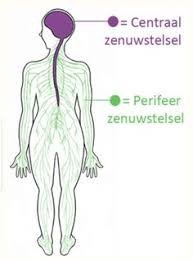 = Centraal
zenuwstelsel
= Perifeer
zenuwstelsel